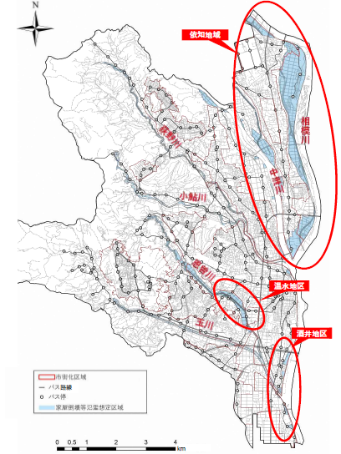 N
依知地域
相模川
荻野川
中津川
小鮎川
恩曽川
温水地区
玉川
酒井地区
市街化区域
バス路線
バス停
家屋倒壊等氾濫想定区域
0 0.5 1 2 3 4
km